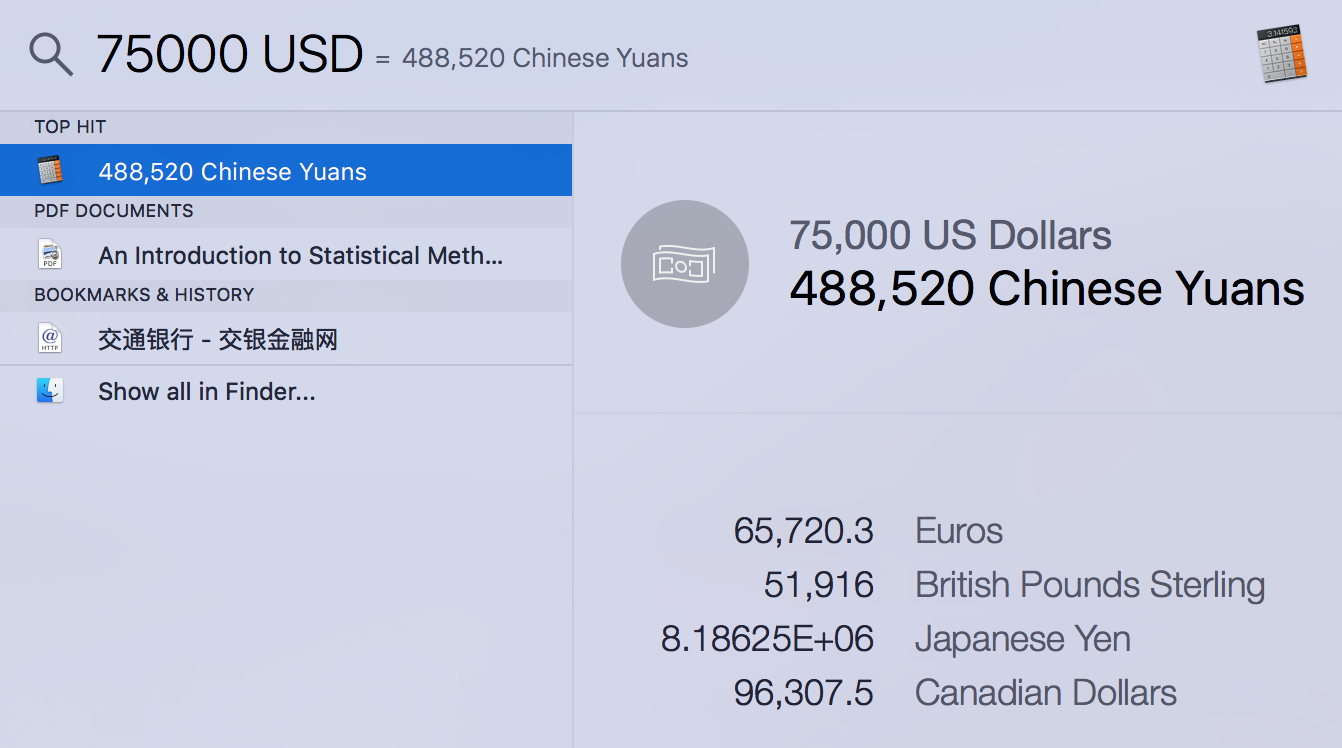 75000 USD = 488,520 Chinese Yuans
3.141593
TOP HIT
488,520 Chinese Yuans
PDF DOCUMENTS
PDF
An Introduction to Statistical Meth...
BOOKMARKS & HISTORY
@
HTTP
交通银行 - 交银金融网
Show all in Finder...
75,000 US Dollars
488,520 Chinese Yuans
65,720.3 Euros
51,916 British Pounds Sterling
8.18625E+06 Japanese Yen
96,307.5 Canadian Dollars